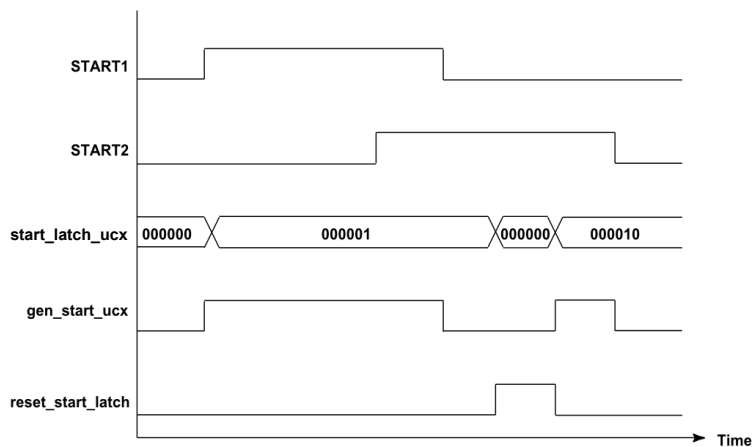 START1
START2
start_latch_ucx
000000
000001
000000
000010
gen_start_ucx
reset_start_latch
Time